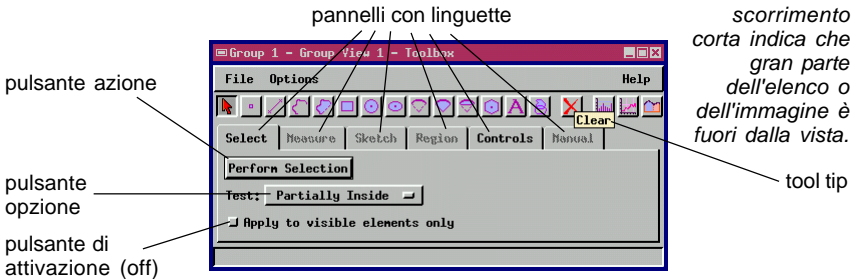 pannelli con linguette
scorrimento
corta indica che
gran parte
dell'elenco o
dell'immagine è
fuori dalla vista.
Group 1 - Group View 1 - Toolbox
File Options Help
pulsante azione
Clear
Select Measure Sketch Region Controls Manual
Perform Selection
tool tip
pulsante
opzione
Test: Partially Inside
Apply to visible elements only
pulsante di
attivazione (off)